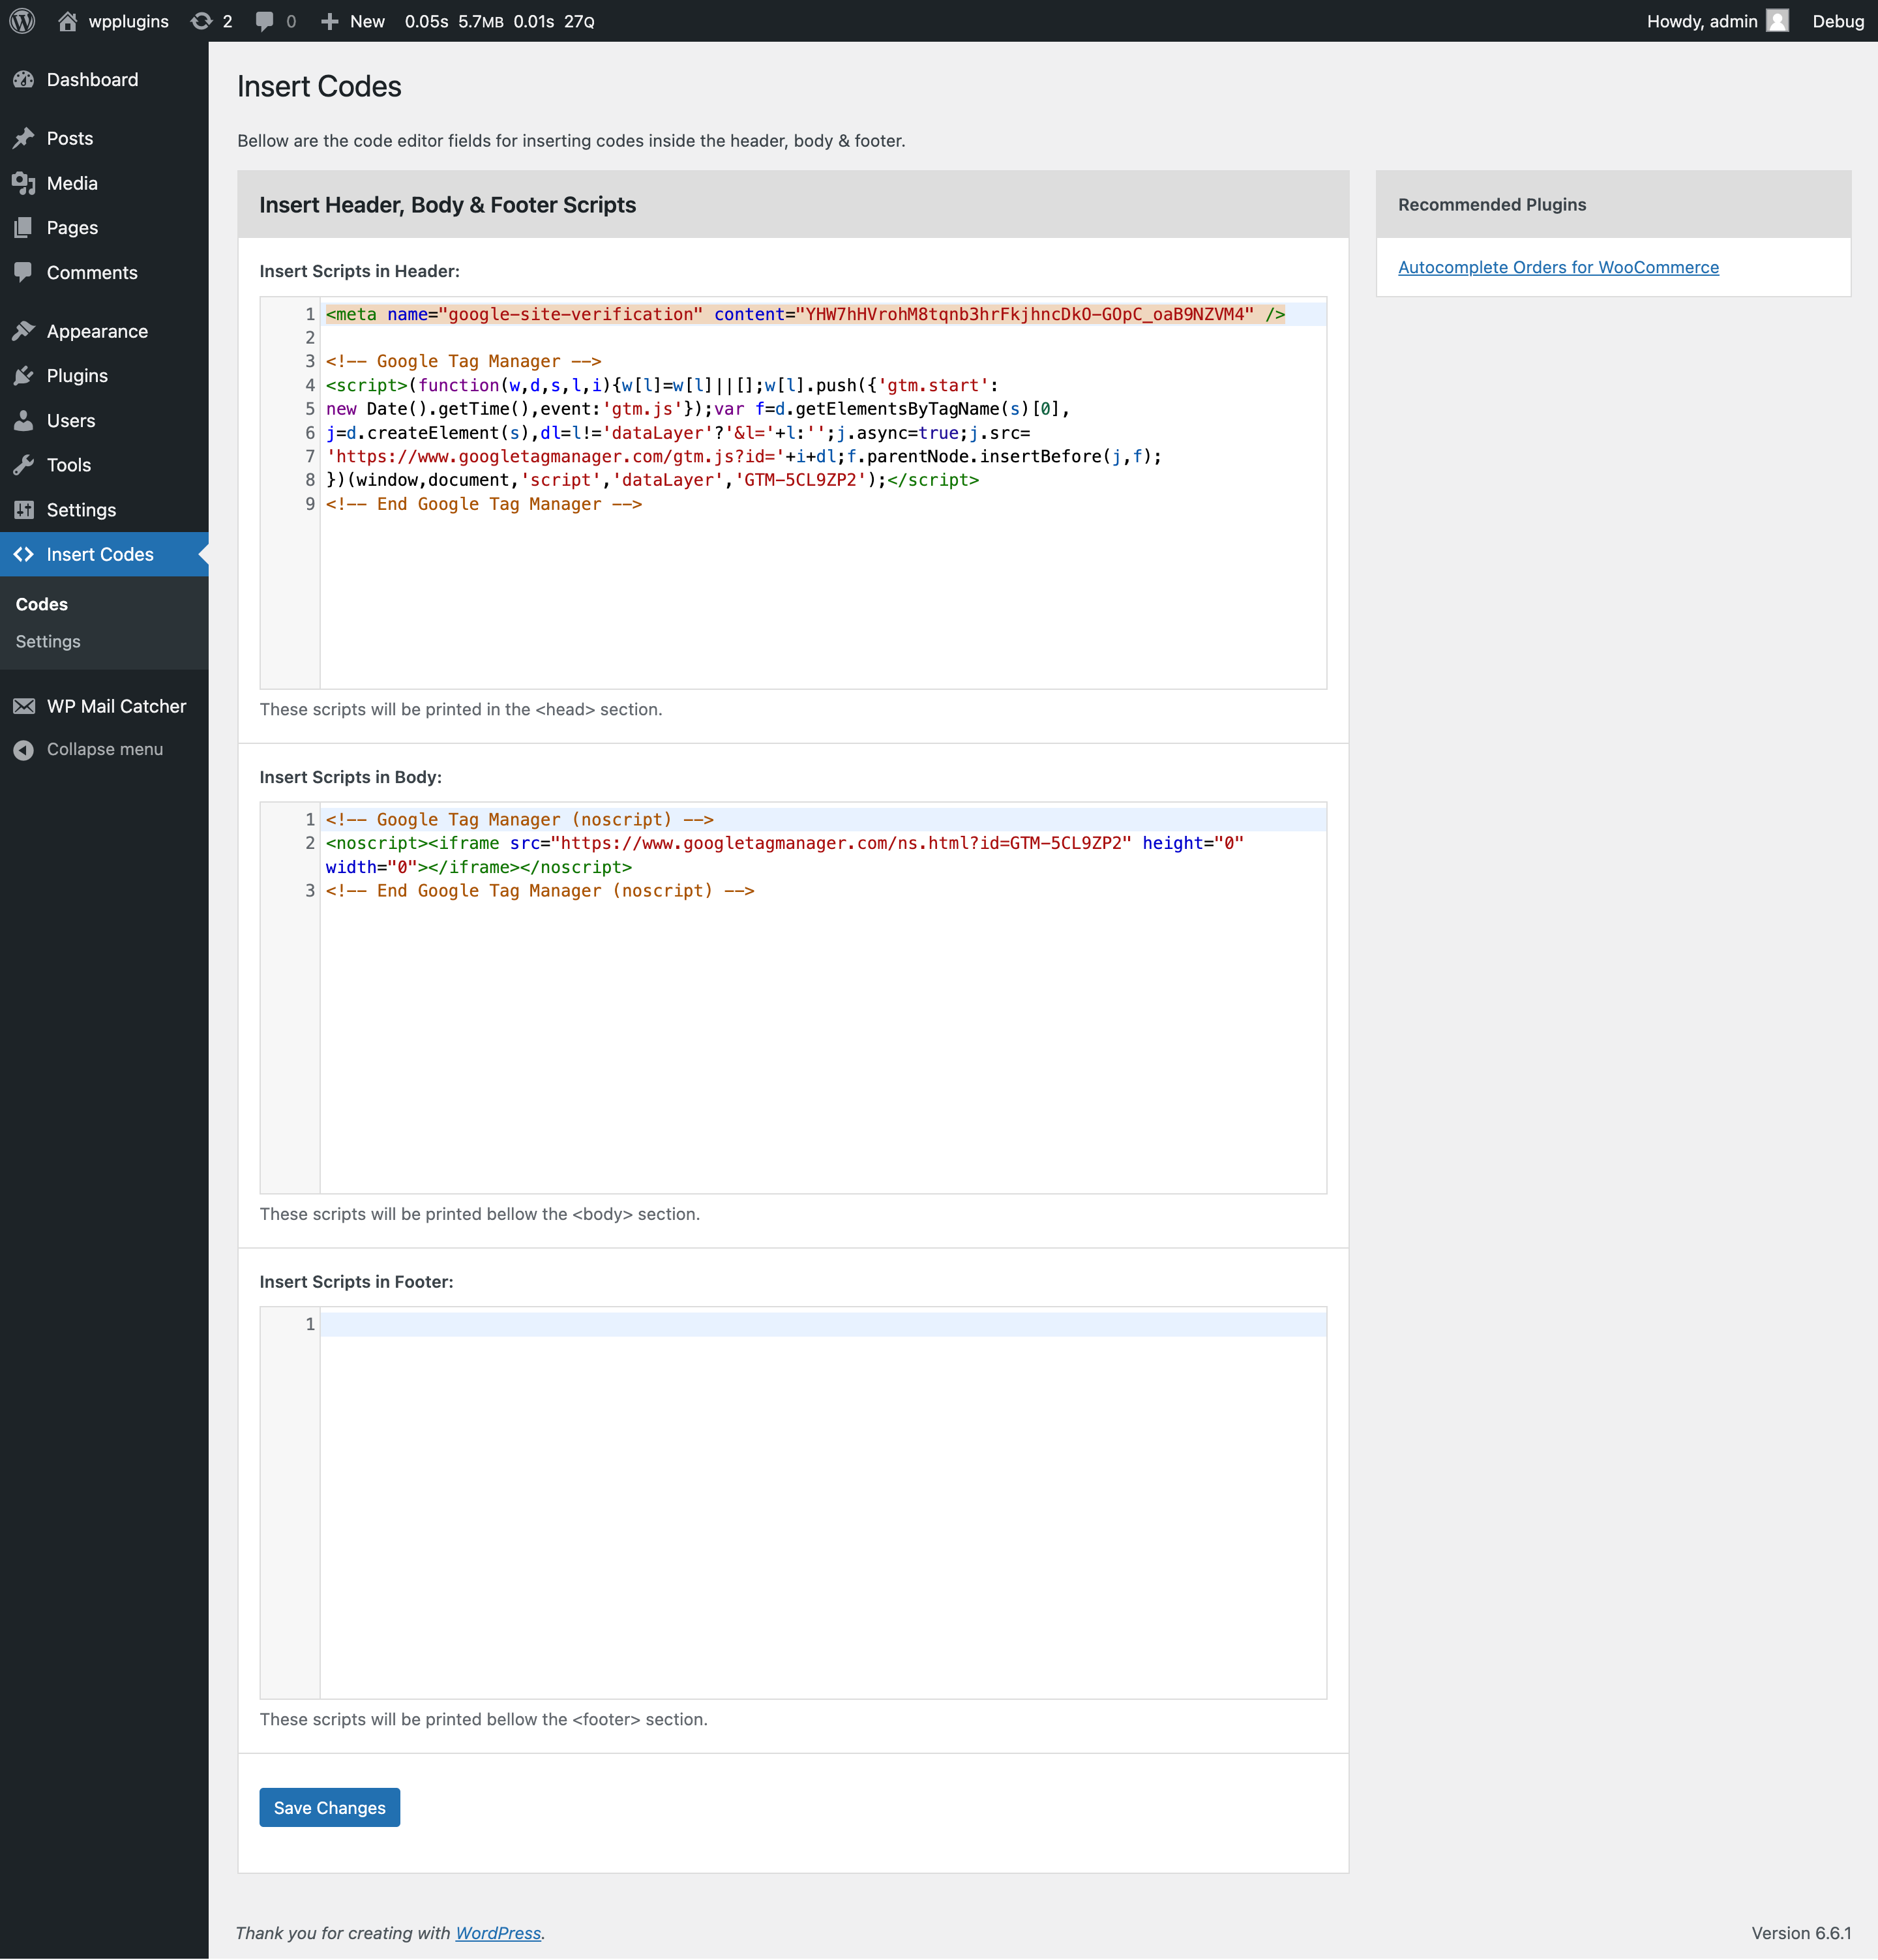 wpplugins 2 0 New 0.05s 5.7MB 0.01s 27Q Howdy, admin Debug
Dashboard
Posts
Media
Pages
Comments
Appearance
Plugins
Users
Tools
Settings
Insert Codes
Codes
Settings
WP Mail Catcher
Collapse menu
Insert Codes
Bellow are the code editor fields for inserting codes inside the header, body & footer.
Insert Header, Body & Footer Scripts
Insert Scripts in Header:
1 <meta name="google-site-verification" content="YHW7hHVrohM8tqnb3hrFkjhncDkO-GOpC_oaB9NZVM4" />
2
3 <!-- Google Tag Manager -->
4 <script>(function(w,d,s,l,i){w[l]=w[l]||[];w[l].push({'gtm.start':
5 new Date().getTime(),event:'gtm.js'});var f=d.getElementsByTagName(s)[0],
6 j=d.createElement(s),dl=l!='dataLayer'?'&l='+l:'';j.async=true;j.src=
7 'https://www.googletagmanager.com/gtm.js?id='+i+dl;f.parentNode.insertBefore(j,f);
8 })(window,document,'script','dataLayer','GTM-5CL9ZP2');</script>
9 <!-- End Google Tag Manager -->
These scripts will be printed in the <head> section.
Insert Scripts in Body:
1 <!-- Google Tag Manager (noscript) -->
2 <noscript><iframe src="https://www.googletagmanager.com/ns.html?id=GTM-5CL9ZP2" height="0"
width="0"></iframe></noscript>
3 <!-- End Google Tag Manager (noscript) -->
These scripts will be printed bellow the <body> section.
Insert Scripts in Footer:
1
These scripts will be printed bellow the <footer> section.
Save Changes
Recommended Plugins
Autocomplete Orders for WooCommerce
Thank you for creating with WordPress.
Version 6.6.1